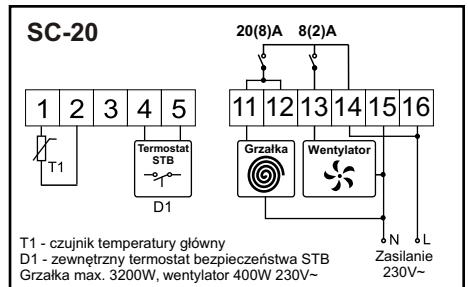 SC-20
20(8)A 8(2)A
1 2 3 4 5
11 12 13 14 15 16
T1
Termostat
STB
D1
Grzałka
Wentylator
T1 - czujnik temperatury główny
D1 - zewnętrzny termostat bezpieczeństwa STB
Grzałka max. 3200W, wentylator 400W 230V~
N L
Zasilanie
230V~